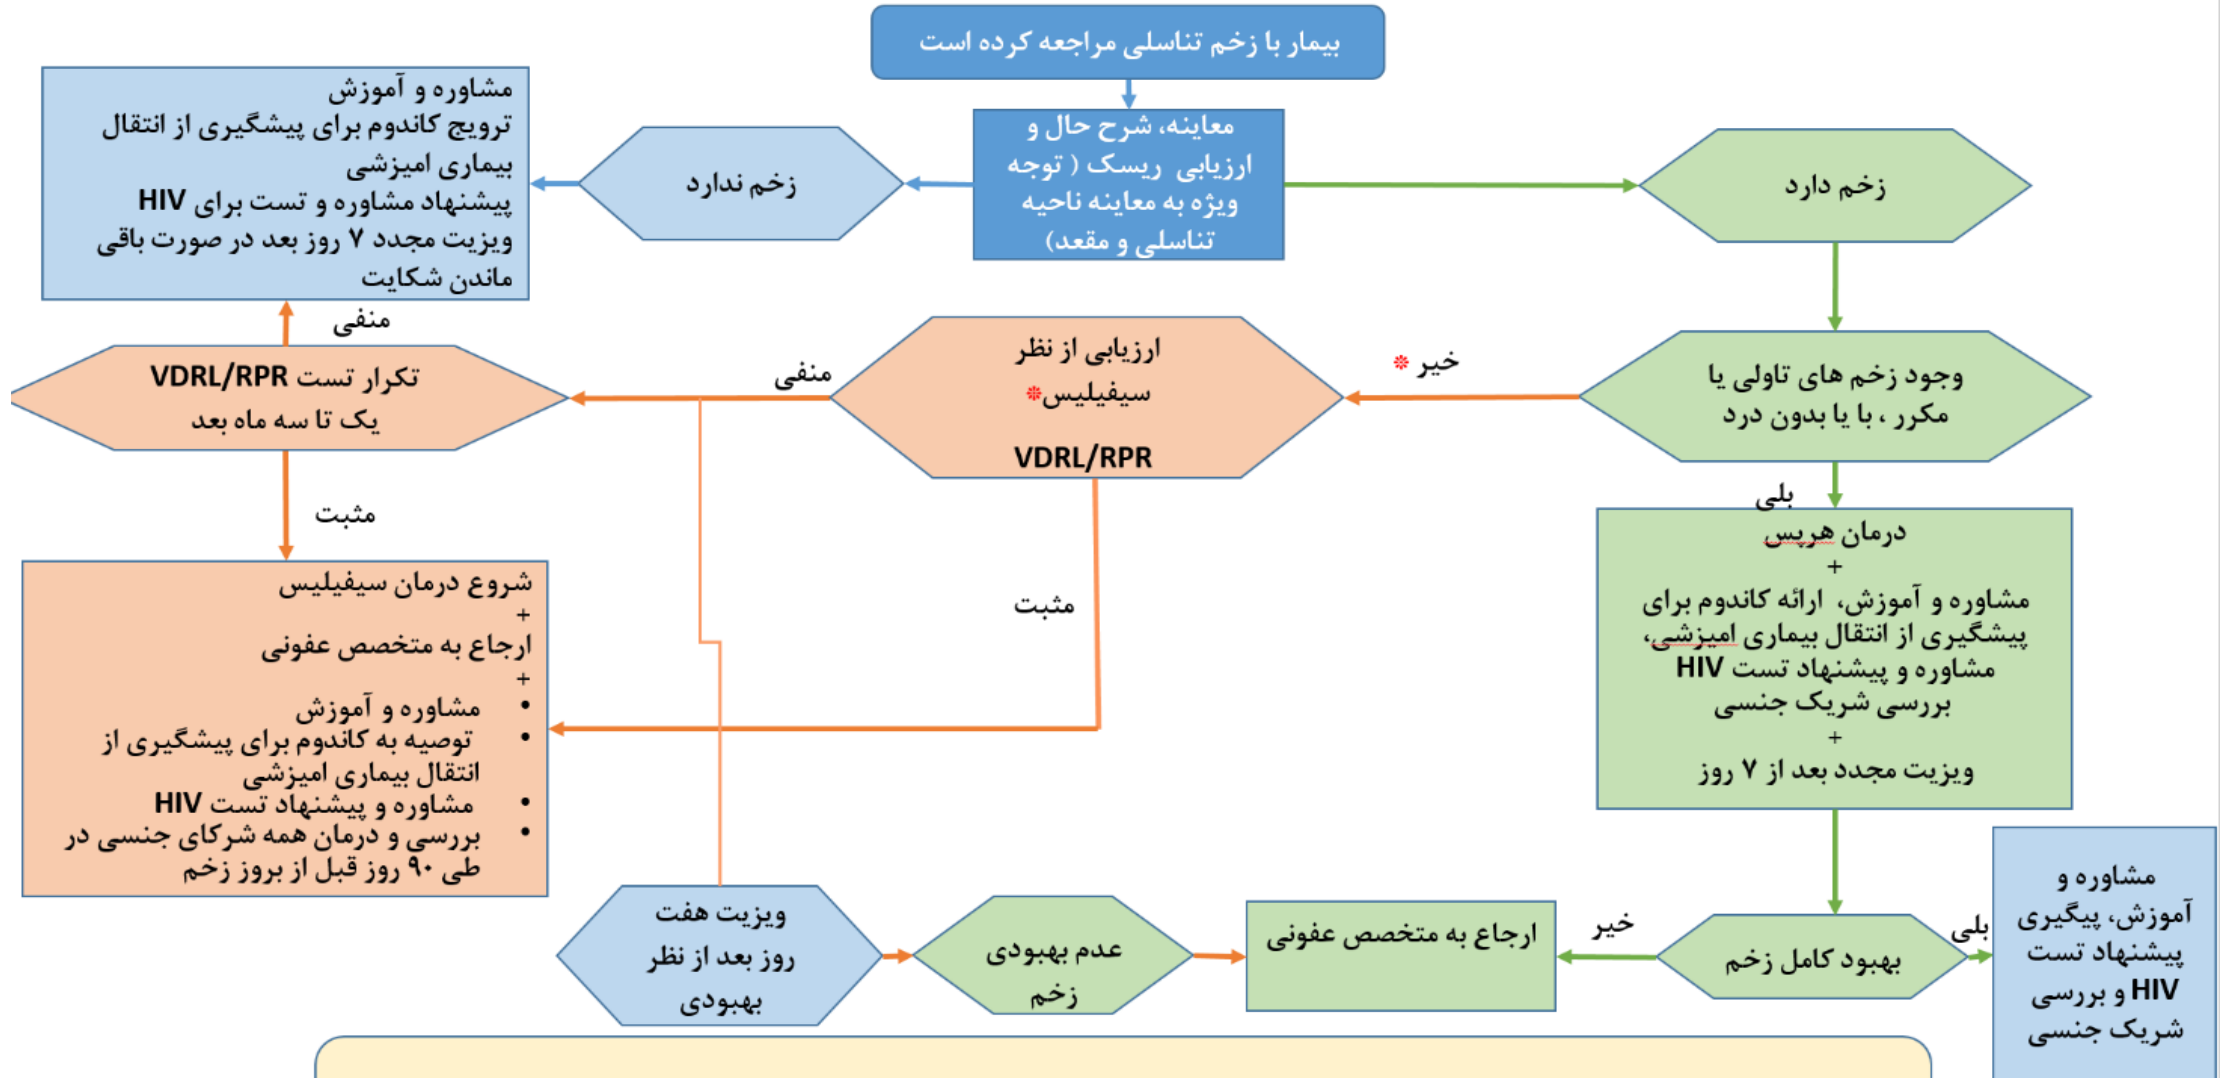 بیمار با زخم تناسلی مراجعه کرده است
معاینه، شرح حال و
ارزیابی ریسک ( توجه
ویژه به معاینه ناحیه
تناسلی و مقعد)
زخم دارد
زخم ندارد
مشاوره و آموزش
ترویج کاندوم برای پیشگیری از انتقال
بیماری امیزشی
پیشنهاد مشاوره و تست برای HIV
ویزیت مجدد ۷ روز بعد در صورت باقی
ماندن شکایت
وجود زخم های تاولی یا
مکرر ، با یا بدون درد
خیر *
ارزیابی از نظر
سیفیلیس*
VDRL/RPR
منفی
تکرار تست VDRL/RPR
یک تا سه ماه بعد
منفی
مثبت
مثبت
شروع درمان سیفیلیس
+
ارجاع به متخصص عفونی
+
• مشاوره و آموزش
• توصیه به کاندوم برای پیشگیری از
انتقال بیماری امیزشی
• مشاوره و پیشنهاد تست HIV
• بررسی و درمان همه شرکای جنسی در
طی ۹۰ روز قبل از بروز زخم
بلی
درمان هرپس
+
مشاوره و آموزش، ارائه کاندوم برای
پیشگیری از انتقال بیماری امیزشی،
مشاوره و پیشنهاد تست HIV
بررسی شریک جنسی
+
ویزیت مجدد بعد از ۷ روز
بهبود کامل زخم
بلی
مشاوره و
آموزش، پیگیری
پیشنهاد تست
HIV و بررسی
شریک جنسی
خیر
ارجاع به متخصص عفونی
عدم بهبودی
زخم
ویزیت هفت
روز بعد از نظر
بهبودی